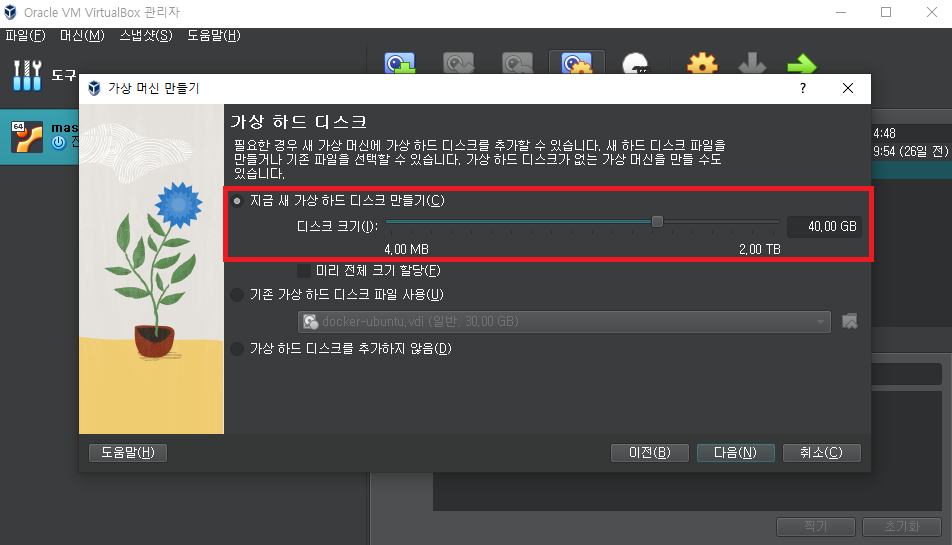 Oracle VM VirtualBox 관리자
파일(F) 머신(M) 스냅샷(S) 도움말(H)
도구
가상 머신 만들기
?
64
mas
가상 하드 디스크
4:48
필요한 경우 새 가상 머신에 가상 하드 디스크를 추가할 수 있습니다. 새 하드 디스크 파일을
만들거나 기존 파일을 선택할 수 있습니다. 가상 하드 디스크가 없는 가상 머신을 만들 수도
있습니다.
9:54 (26일 전)
지금 새 가상 하드 디스크 만들기(C)
디스크 크기(I):
40,00 GB
4,00 MB
2,00 TB
미리 전체 크기 할당(F)
기존 가상 하드 디스크 파일 사용(U)
docker-ubuntu.vdi (일반, 30,00 GB)
가상 하드 디스크를 추가하지 않음(D)
도움말(H)
이전(B)
다음(N)
취소(C)
찍기
초기화